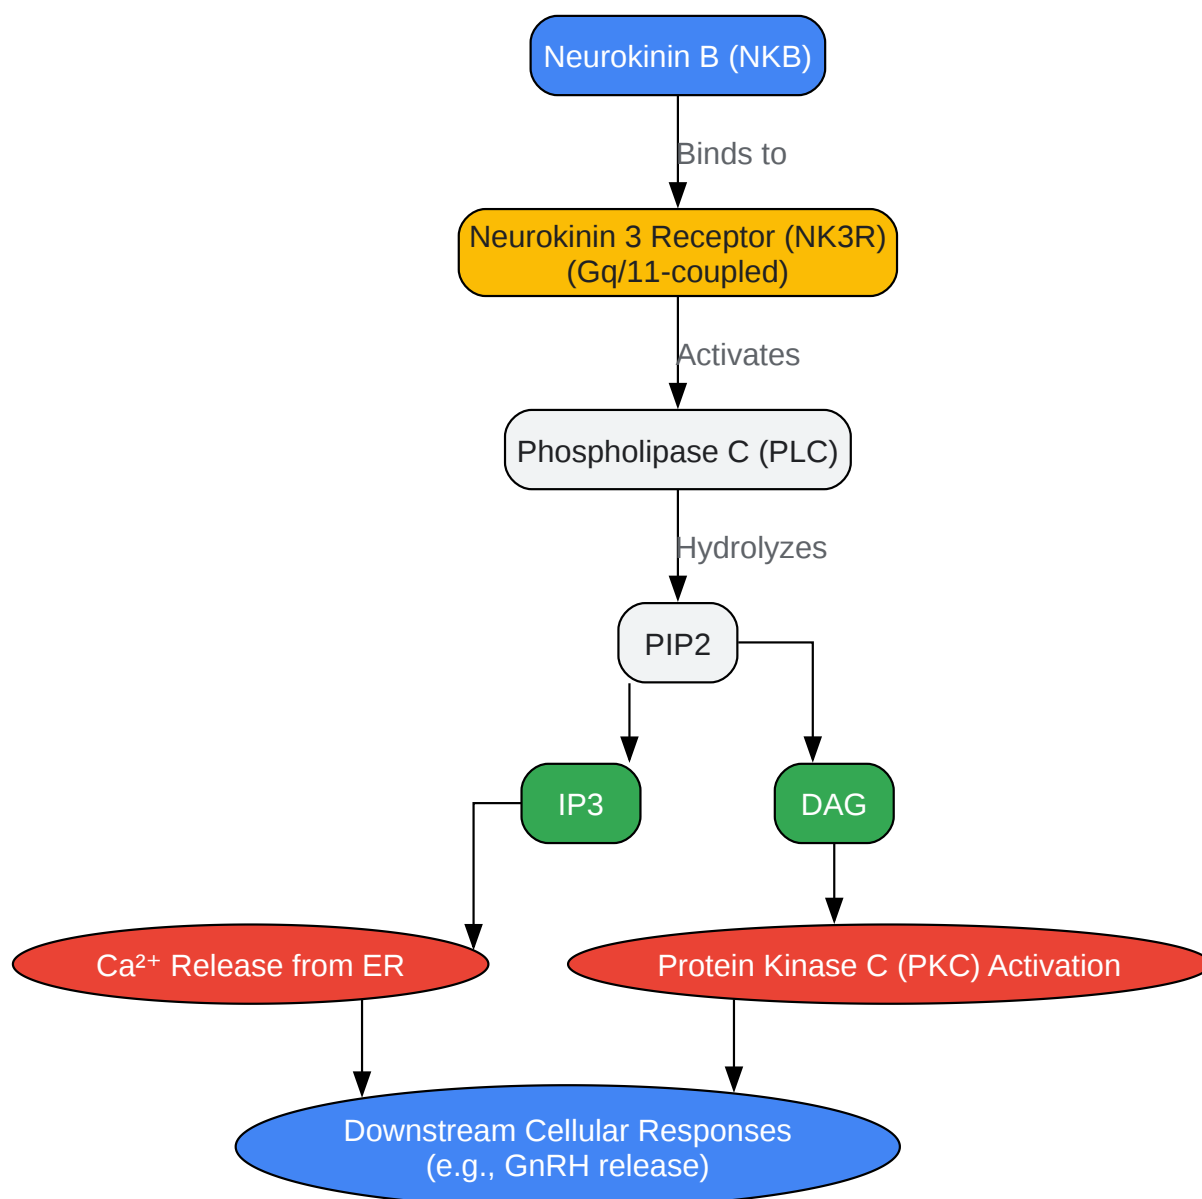 Neurokinin B (NKB)
Binds to
Neurokinin 3 Receptor (NK3R)
(Gq/11-coupled)
Activates
Phospholipase C (PLC)
Hydrolyzes
PIP2
IP3
DAG
Ca²⁺ Release from ER
Protein Kinase C (PKC) Activation
Downstream Cellular Responses
(e.g., GnRH release)